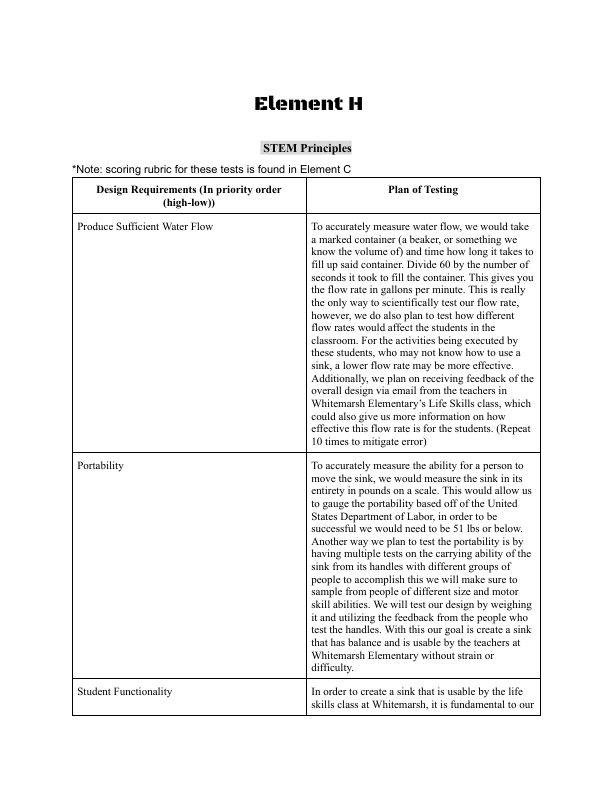 Element H
STEM Principles
*Note: scoring rubric for these tests is found in Element C
Design Requirements (In priority order
(high-low))
Plan of Testing
Produce Sufficient Water Flow
To accurately measure water flow, we would take
a marked container (a beaker, or something we
know the volume of) and time how long it takes to
fill up said container. Divide 60 by the number of
seconds it took to fill the container. This gives you
the flow rate in gallons per minute. This is really
the only way to scientifically test our flow rate,
however, we do also plan to test how different
flow rates would affect the students in the
classroom. For the activities being executed by
these students, who may not know how to use a
sink, a lower flow rate may be more effective.
Additionally, we plan on receiving feedback of the
overall design via email from the teachers in
Whitemarsh Elementary’s Life Skills class, which
could also give us more information on how
effective this flow rate is for the students. (Repeat
10 times to mitigate error)
Portability
To accurately measure the ability for a person to
move the sink, we would measure the sink in its
entirety in pounds on a scale. This would allow us
to gauge the portability based off of the United
States Department of Labor, in order to be
successful we would need to be 51 lbs or below.
Another way we plan to test the portability is by
having multiple tests on the carrying ability of the
sink from its handles with different groups of
people to accomplish this we will make sure to
sample from people of different size and motor
skill abilities. We will test our design by weighing
it and utilizing the feedback from the people who
test the handles. With this our goal is create a sink
that has balance and is usable by the teachers at
Whitemarsh Elementary without strain or
difficulty.
Student Functionality
In order to create a sink that is usable by the life
skills class at Whitemarsh, it is fundamental to our